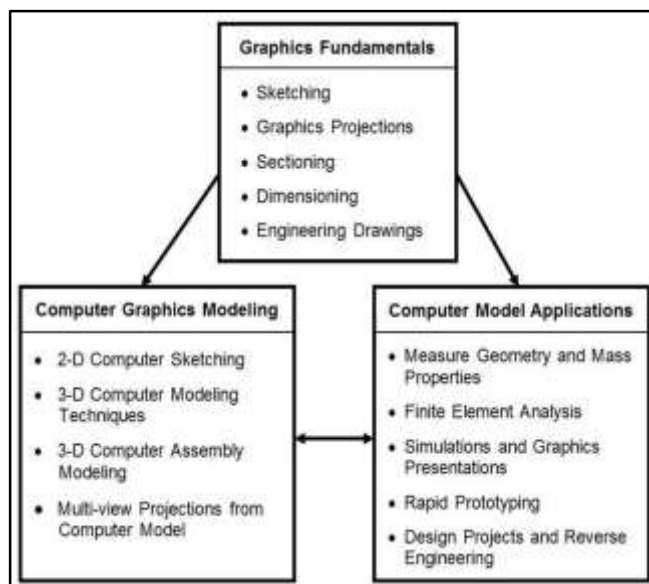 Graphics Fundamentals
• Sketching
• Graphics Projections
• Sectioning
• Dimensioning
• Engineering Drawings
Computer Graphics Modeling
• 2-D Computer Sketching
• 3-D Computer Modeling
Techniques
• 3-D Computer Assembly
Modeling
• Multi-view Projections from
Computer Model
Computer Model Applications
• Measure Geometry and Mass
Properties
• Finite Element Analysis
• Simulations and Graphics
Presentations
• Rapid Prototyping
• Design Projects and Reverse
Engineering